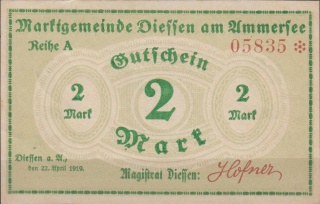 Marktgemeinde Diessen am Ammersee
Reihe A 05835 *
Gutschein
2 2 2
Mark Mark
Mark
Diessen a. A.,
den 22. April 1919. Magistrat Diessen: Hofner